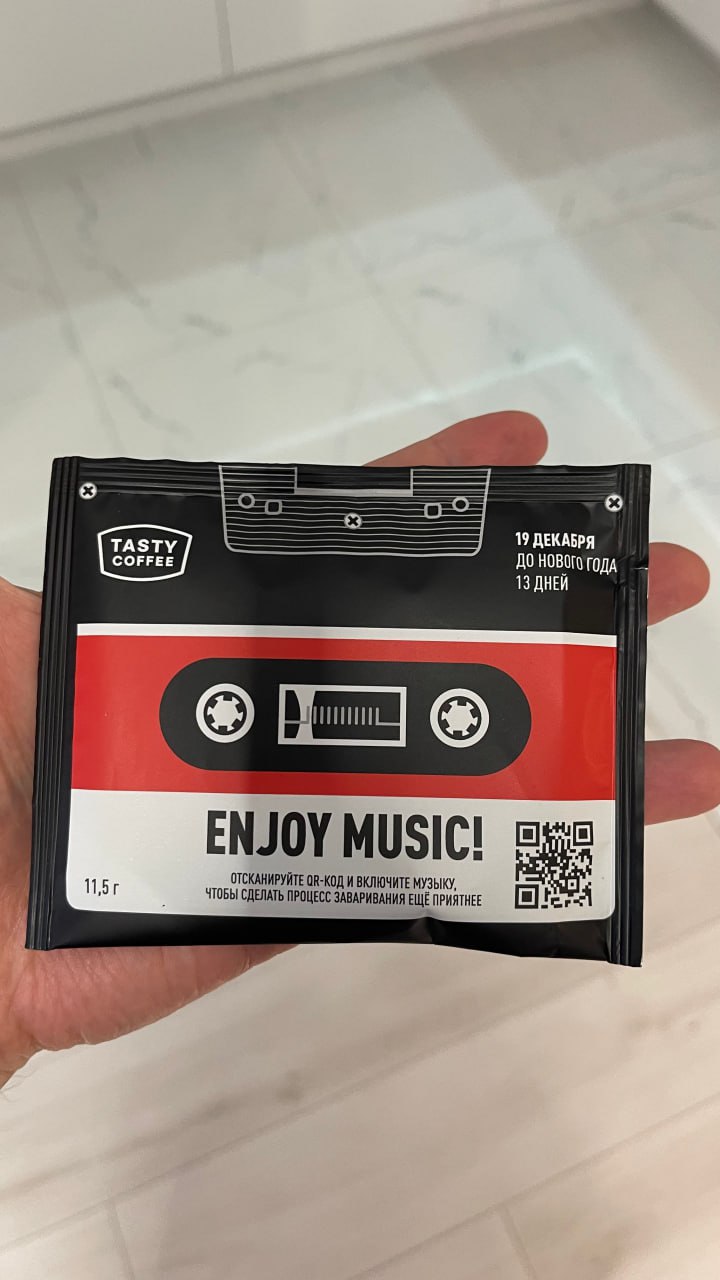 TASTY
COFFEE
19 ДЕКАБРЯ
ДО НОВОГО ГОДА
13 ДНЕЙ
ENJOY MUSIC!
11,5 г
ОТСКАНИРУЙТЕ QR-КОД И ВКЛЮЧИТЕ МУЗЫКУ,
ЧТОБЫ СДЕЛАТЬ ПРОЦЕСС ЗАВАРИВАНИЯ ЕЩЁ ПРИЯТНЕЕ